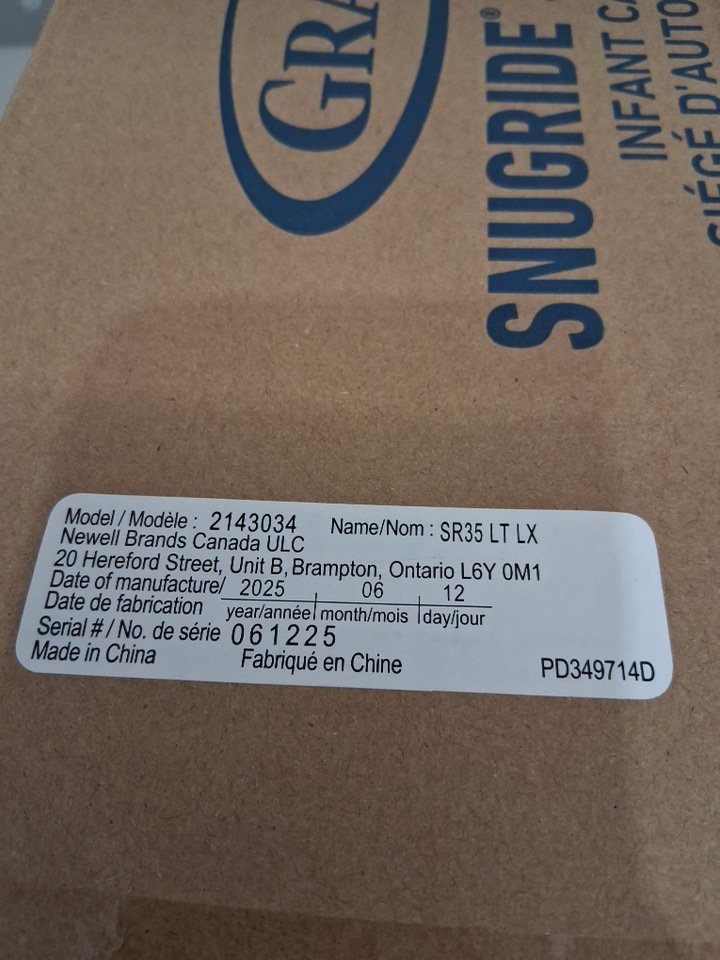 GRA
SNUGRIDE®
INFANT
SIÉGÉ D'AUTO
Model / Modèle : 2143034 Name/Nom : SR35 LT LX
Newell Brands Canada ULC
20 Hereford Street, Unit B, Brampton, Ontario L6Y 0M1
Date of manufacture/ 2025 06 12
Date de fabrication year/année month/mois day/jour
Serial # / No. de série 061225
Made in China Fabriqué en Chine PD349714D